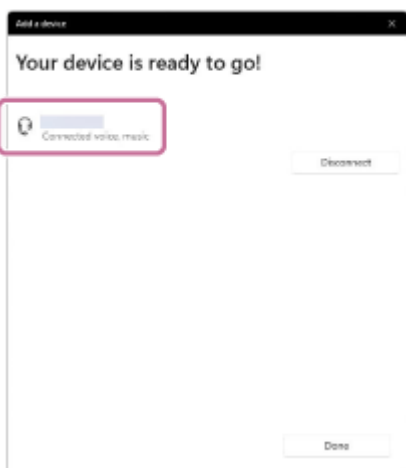 Add a device
Your device is ready to go!
Connected voice, music
Disconnect
Done